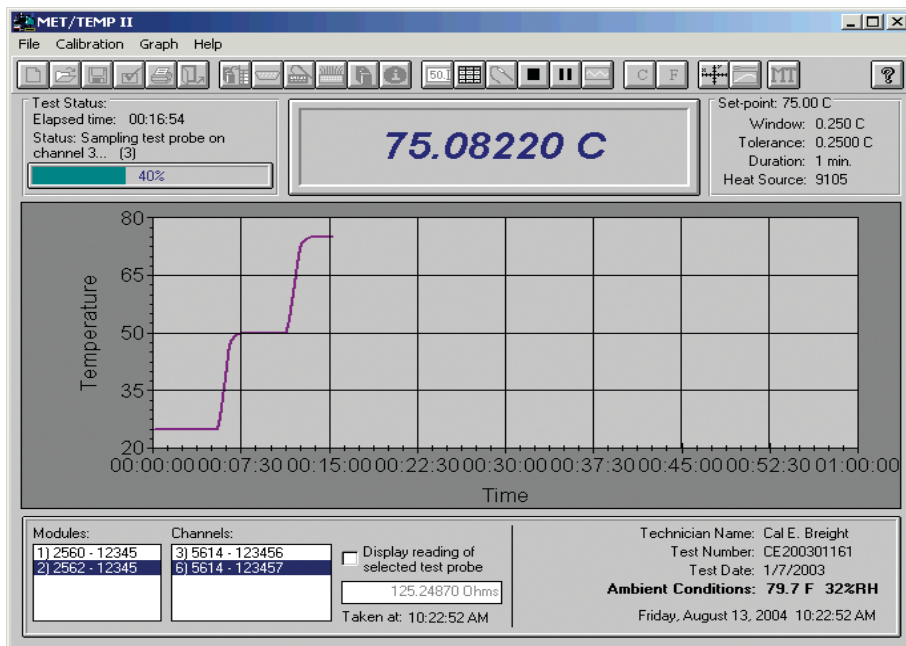 MET/TEMP II
File Calibration Graph Help
50.1
C F
MT
?
Test Status:
Elapsed time: 00:16:54
Status: Sampling test probe on
channel 3... (3)
40%
75.08220 C
Set-point: 75.00 C
Window: 0.250 C
Tolerance: 0.2500 C
Duration: 1 min.
Heat Source: 9105
Temperature
80
65
50
35
20
00:00:00 00:07:30 00:15:00 00:22:30 00:30:00 00:37:30 00:45:00 00:52:30 01:00:00
Time
Modules:
1) 2560 - 12345
2) 2562 - 12345
Channels:
3) 5614 - 123456
6) 5614 - 123457
Display reading of
selected test probe
125.24870 Ohms
Taken at: 10:22:52 AM
Technician Name: Cal E. Breight
Test Number: CE200301161
Test Date: 1/7/2003
Ambient Conditions: 79.7 F 32%RH
Friday, August 13, 2004 10:22:52 AM